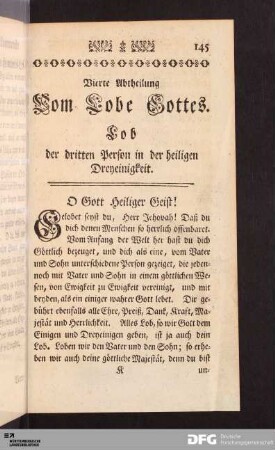 145
Vierte Abtheilung
Vom Lobe Gottes.
Lob
der dritten Person in der heiligen
Dreyeinigkeit.
O Gott Heiliger Geist!
Gelobet seyst du, Herr Jehovah! Daß du
dich denen Menschen so herrlich offenbaret.
Vom Anfang der Welt her hast du dich
Göttlich bezeuget, und dich als eine, vom Vater
und Sohn unterschiedene Person gezeiget, die jeden-
noch mit Vater und Sohn in einem göttlichen We-
sen, von Ewigkeit zu Ewigkeit vereiniget, und mit
beyden, als ein einiger wahrer Gott lebet. Dir ge-
bührt ebenfalls alle Ehre, Preiß, Dank, Kraft, Ma-
jestät und Herrlichkeit. Alles Lob, so wir Gott dem
Einigen und Dreyeinigen geben, ist ja auch dein
Lob. Loben wir den Vater und den Sohn; so erhe-
ben wir auch deine göttliche Majestät, denn du bist
K un-
DFG Deutsche
Forschungsgemeinschaft